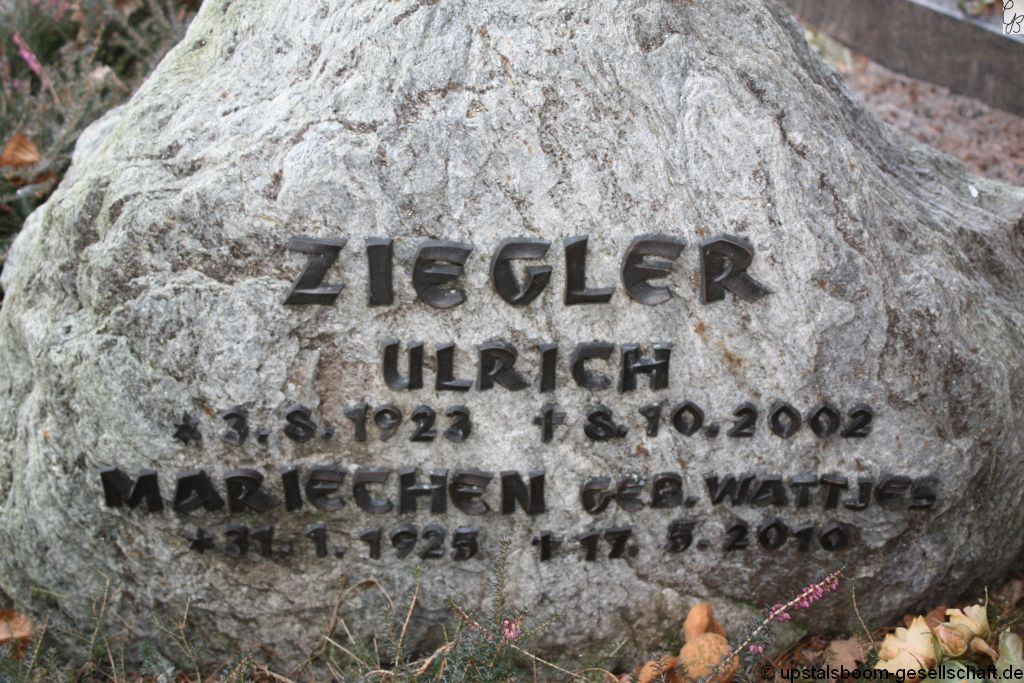 ZIEGLER
ULRICH
* 3. 8. 1923 † 8. 10. 2002
MARIECHEN GEB. WATTJES
* 31. 1. 1925 † 17. 5. 2010
© upstalsboom-gesellschaft.de